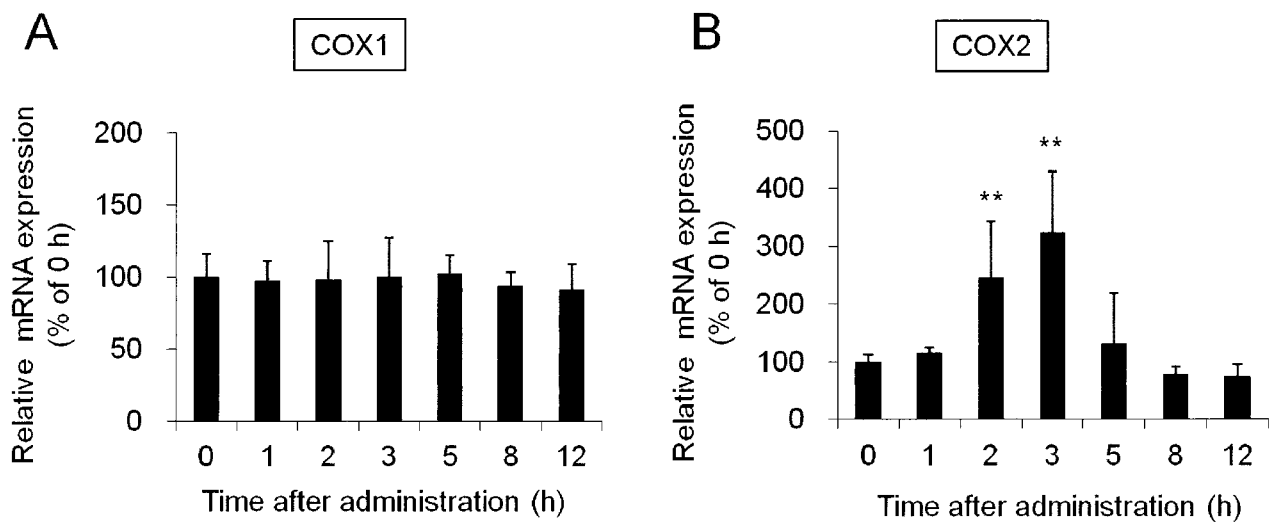 A
COX1
Relative mRNA expression
(% of 0 h)
200
150
100
50
0
0 1 2 3 5 8 12
Time after administration (h)
B
COX2
Relative mRNA expression
(% of 0 h)
500
400
300
200
100
0
**
**
0 1 2 3 5 8 12
Time after administration (h)